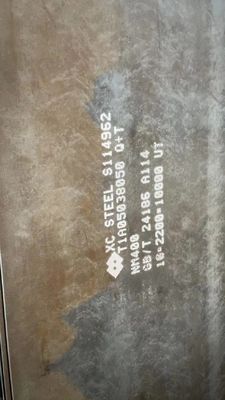 XC STEEL S114962
T1A05038050 Q+T
NM400
GB/T 24186 A114
16=2200=10000 UT